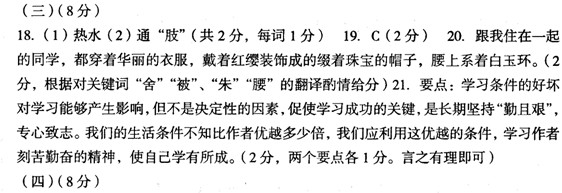 (三)(8分)
18.(1)热水(2)通“肢”(共2分,每词1分) 19. C(2分) 20. 跟我住在一起
的同学,都穿着华丽的衣服,戴着红缨装饰成的缀着珠宝的帽子,腰上系着白玉环。(2
分,根据对关键词“舍”“被”、“朱”“腰”的翻译酌情给分)21. 要点:学习条件的好坏
对学习能够产生影响,但不是决定性的因素,促使学习成功的关键,是长期坚持“勤且艰”,
专心致志。我们的生活条件不知比作者优越多少倍,我们应利用这优越的条件,学习作者
刻苦勤奋的精神,使自己学有所成。(2分,两个要点各1分。言之有理即可)
(四)(8分)